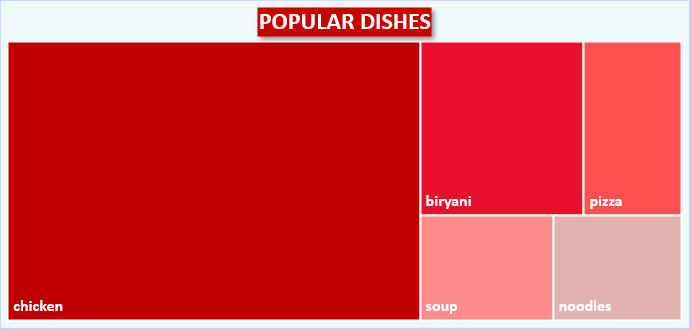 POPULAR DISHES
chicken
biryani
pizza
soup
noodles